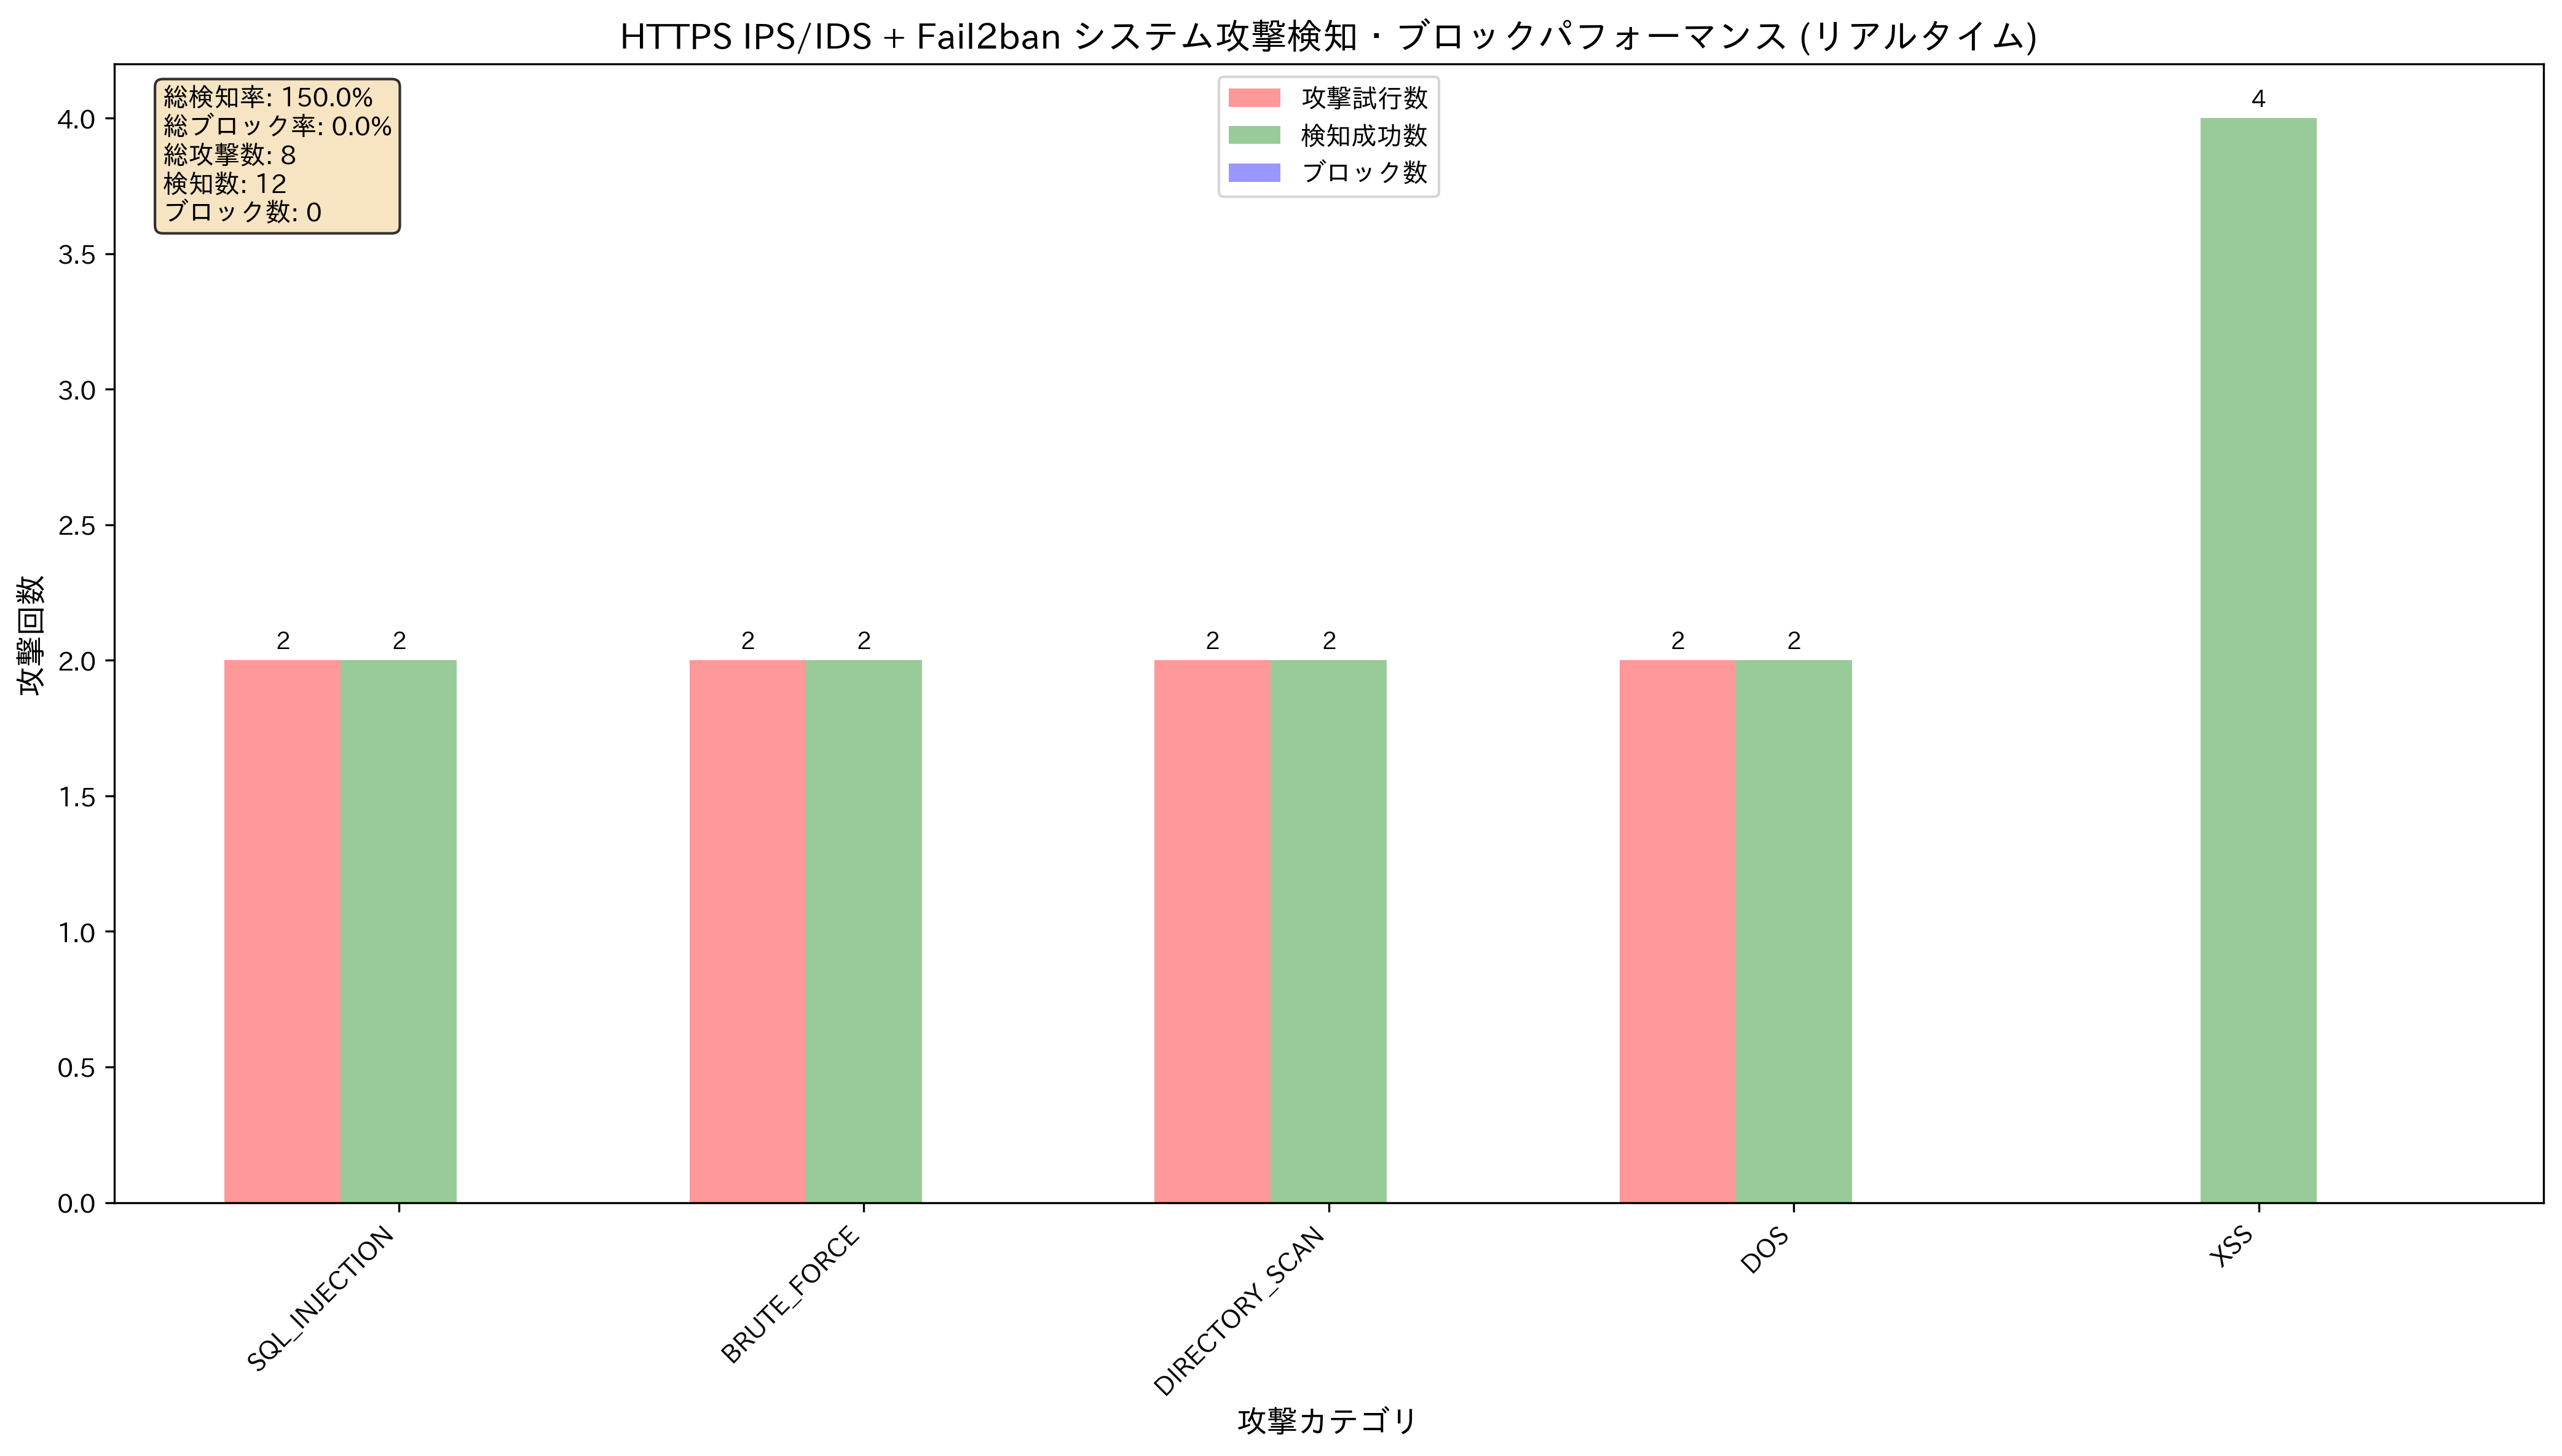 HTTPS IPS/IDS + Fail2ban システム攻撃検知・ブロックパフォーマンス (リアルタイム)
総検知率: 150.0%
総ブロック率: 0.0%
総攻撃数: 8
検知数: 12
ブロック数: 0
攻撃試行数
検知成功数
ブロック数
攻撃回数
4.0
3.5
3.0
2.5
2.0
1.5
1.0
0.5
0.0
2
2
2
2
2
2
2
2
4
SQL_INJECTION
BRUTE_FORCE
DIRECTORY_SCAN
DOS
XSS
攻撃カテゴリ